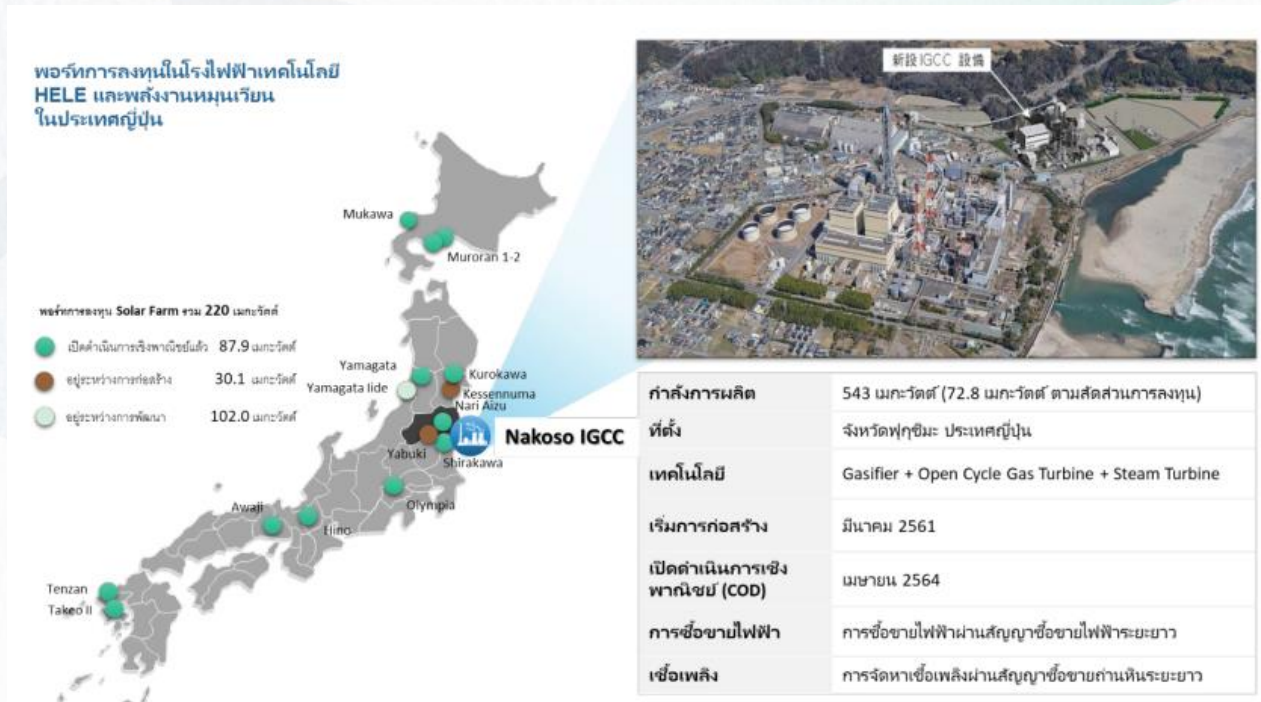 พอร์ทการลงทุนในโรงไฟฟ้าเทคโนโลยี
HELE และพลังงานหมุนเวียน
ในประเทศญี่ปุ่น
พอร์ทการลงทุน Solar Farm รวม 220 เมกะวัตต์
เปิดดำเนินการเชิงพาณิชย์แล้ว 87.9 เมกะวัตต์
อยู่ระหว่างการก่อสร้าง 30.1 เมกะวัตต์
อยู่ระหว่างการพัฒนา 102.0 เมกะวัตต์
Mukawa
Muroran 1-2
Yamagata
Kurokawa
Yamagata Iide
Kessennuma
Nari Aizu
Nakoso IGCC
Yabuki
Shirakawa
Olympia
Awaji
Hino
Tenzan
Takeo II
新設IGCC 設備
กำลังการผลิต 543 เมกะวัตต์ (72.8 เมกะวัตต์ ตามสัดส่วนการลงทุน)
ที่ตั้ง จังหวัดฟุกุชิมะ ประเทศญี่ปุ่น
เทคโนโลยี Gasifier + Open Cycle Gas Turbine + Steam Turbine
เริ่มการก่อสร้าง มีนาคม 2561
เปิดดำเนินการเชิง
พาณิชย์ (COD) เมษายน 2564
การซื้อขายไฟฟ้า การซื้อขายไฟฟ้าผ่านสัญญาซื้อขายไฟฟ้าระยะยาว
เชื้อเพลิง การจัดหาเชื้อเพลิงผ่านสัญญาซื้อขายถ่านหินระยะยาว